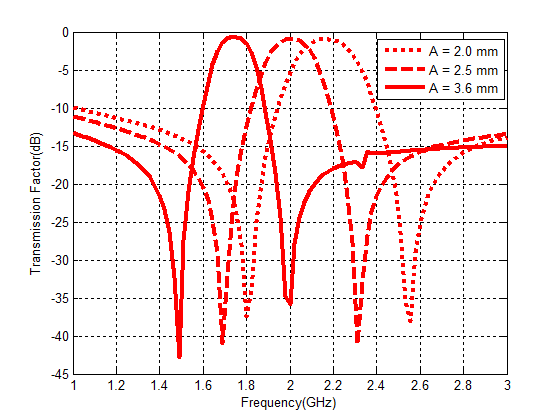 0
-5
-10
-15
-20
-25
-30
-35
-40
-45
Transmission Factor(dB)
A = 2.0 mm
A = 2.5 mm
A = 3.6 mm
1 1.2 1.4 1.6 1.8 2 2.2 2.4 2.6 2.8 3
Frequency(GHz)